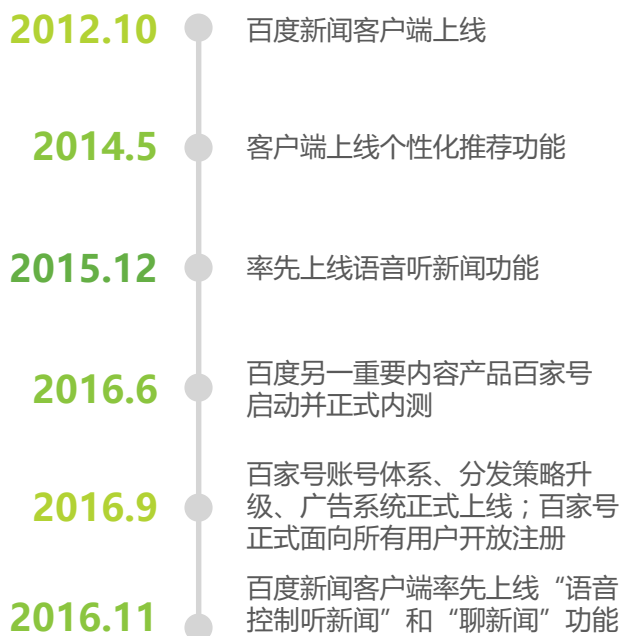 2012.10
百度新闻客户端上线
2014.5
客户端上线个性化推荐功能
2015.12
率先上线语音听新闻功能
2016.6
百度另一重要内容产品百家号
启动并正式内测
2016.9
百家号账号体系、分发策略升
级、广告系统正式上线；百家号
正式面向所有用户开放注册
2016.11
百度新闻客户端率先上线“语音
控制听新闻”和“聊新闻”功能